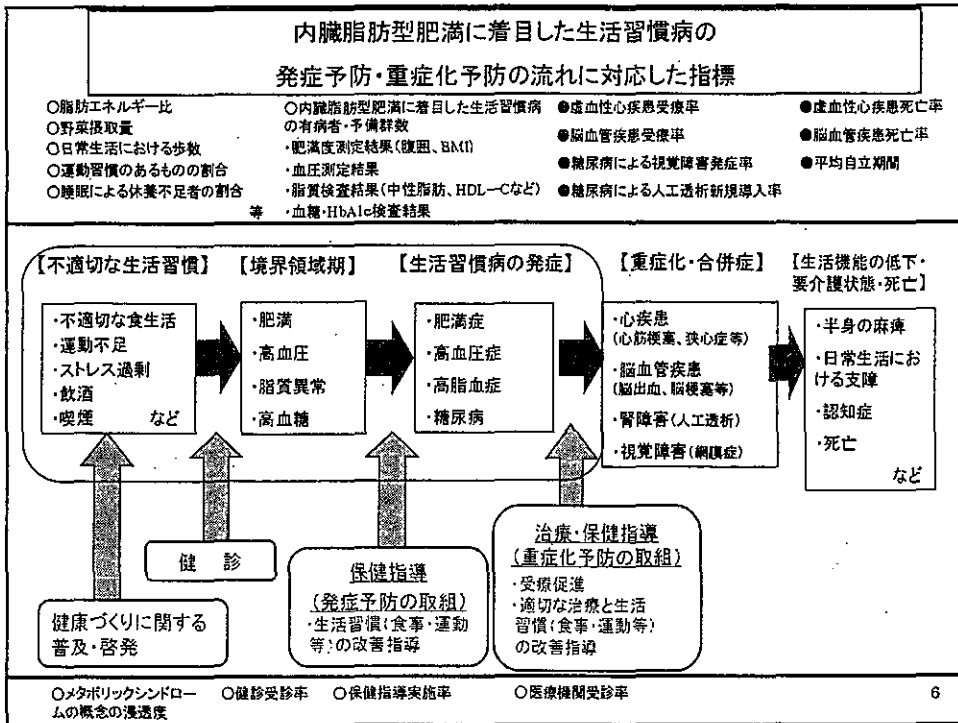 内臓脂肪型肥満に着目した生活習慣病の
発症予防・重症化予防の流れに対応した指標
○脂肪エネルギー比
○野菜摂取量
○日常生活における歩数
○運動習慣のあるものの割合
○睡眠による休養不足者の割合
等
○内臓脂肪型肥満に着目した生活習慣病
の有病者・予備群数
・肥満度測定結果(腹囲、BMI)
・血圧測定結果
・脂質検査結果(中性脂肪、HDL-Cなど)
・血糖・HbA1c検査結果
●虚血性心疾患受療率
●脳血管疾患受療率
●糖尿病による視覚障害発症率
●糖尿病による人工透析新規導入率
●虚血性心疾患死亡率
●脳血管疾患死亡率
●平均自立期間
【不適切な生活習慣】
・不適切な食生活
・運動不足
・ストレス過剰
・飲酒
・喫煙 など
【境界領域期】
・肥満
・高血圧
・脂質異常
・高血糖
【生活習慣病の発症】
・肥満症
・高血圧症
・高脂血症
・糖尿病
【重症化・合併症】
・心疾患
(心筋梗塞、狭心症等)
・脳血管疾患
(脳出血、脳梗塞等)
・腎障害(人工透析)
・視覚障害(網膜症)
【生活機能の低下・
要介護状態・死亡】
・半身の麻痺
・日常生活にお
ける支障
・認知症
・死亡
など
健康づくりに関する
普及・啓発
健 診
保健指導
(発症予防の取組)
・生活習慣(食事・運動
等)の改善指導
治療・保健指導
(重症化予防の取組)
・受療促進
・適切な治療と生活
習慣(食事・運動等)
の改善指導
○メタボリックシンドロー
ムの概念の浸透度
○健診受診率
○保健指導実施率
○医療機関受診率
6